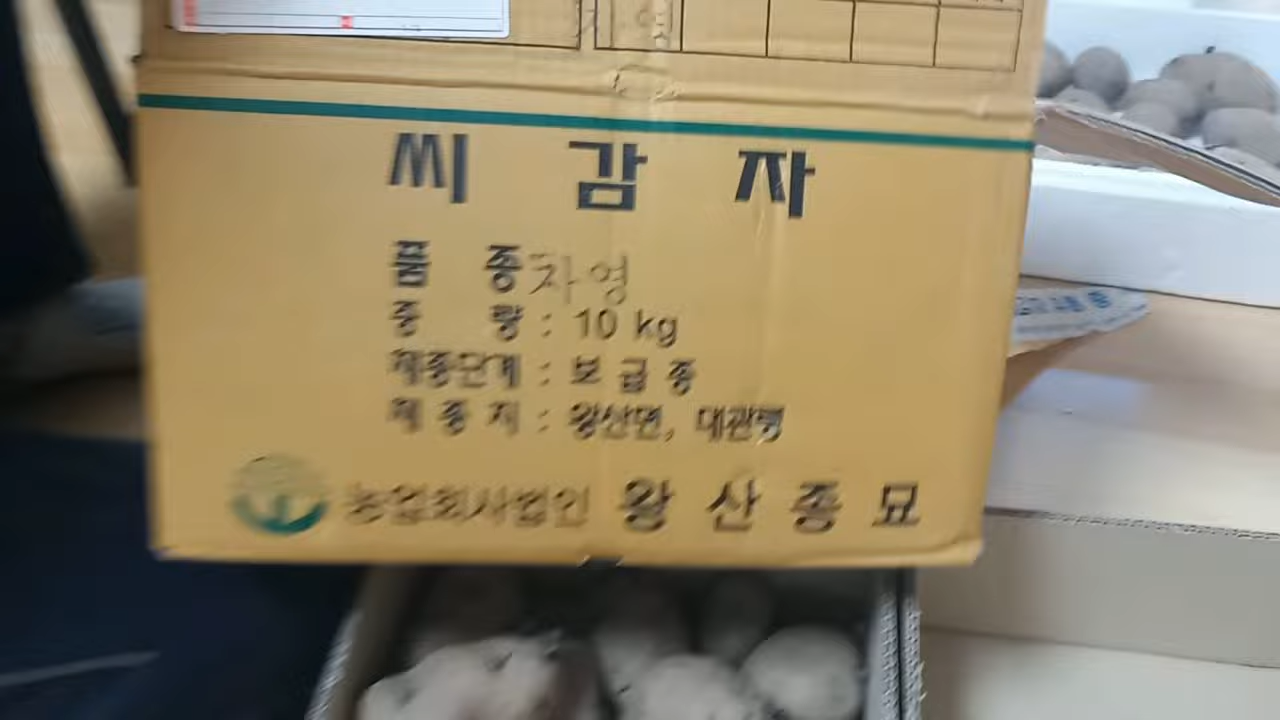 씨 감 자
품 종 자영
중 량 : 10 kg
채종단계 : 보 급 종
채 종 지 : 왕산면, 대관령
농업회사법인 왕 산 종 묘